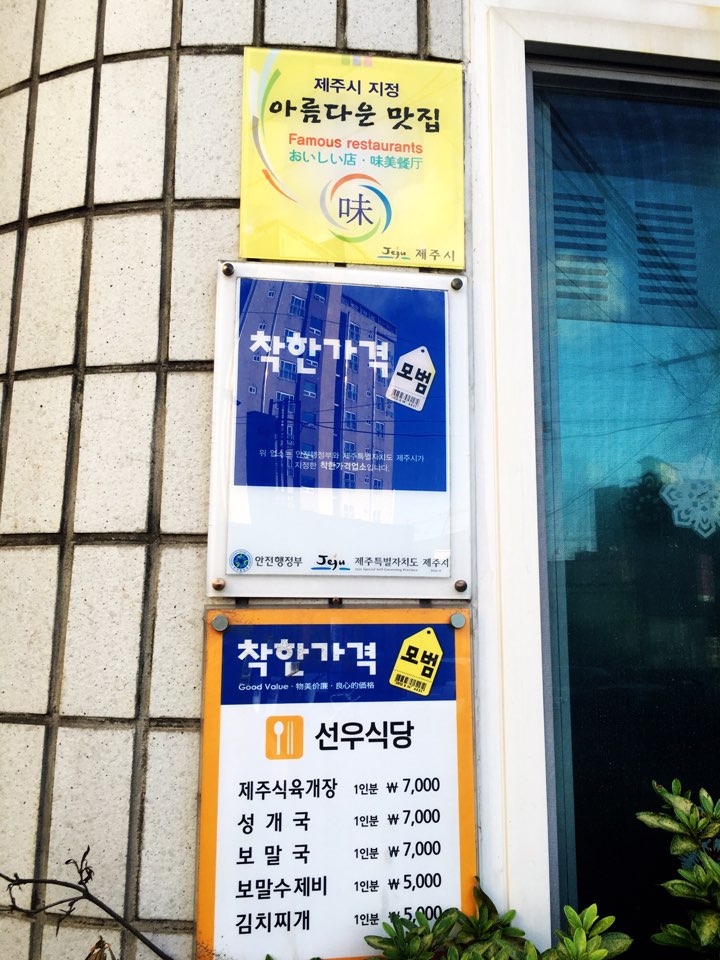 제주시 지정
아름다운 맛집
Famous restaurants
おいしい店・味美餐厅
味
Jeju 제주시
착한가격
모범
위 업소는 안전행정부와 제주특별자치도 제주시가
지정한 착한가격업소입니다.
안전행정부 Jeju 제주특별자치도 제주시
착한가격
모범
Good Value · 物美价廉 · 良心的価格
선우식당
제주식육개장 1인분 ₩ 7,000
성게국 1인분 ₩ 7,000
보말국 1인분 ₩ 7,000
보말수제비 1인분 ₩ 5,000
김치찌개 1인분 ₩ 5,000